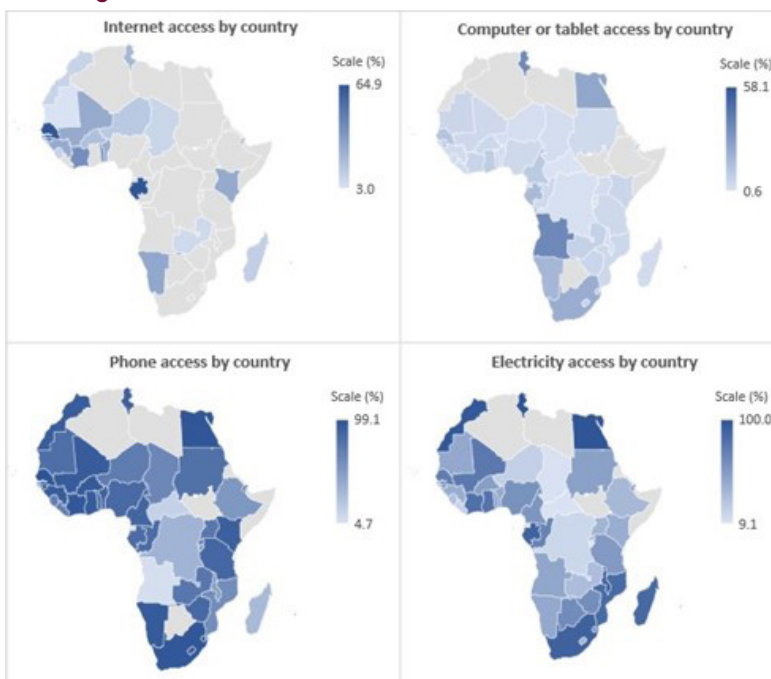 Internet access by country
Scale (%)
64.9
3.0
Computer or tablet access by country
Scale (%)
58.1
0.6
Phone access by country
Scale (%)
99.1
4.7
Electricity access by country
Scale (%)
100.0
9.1